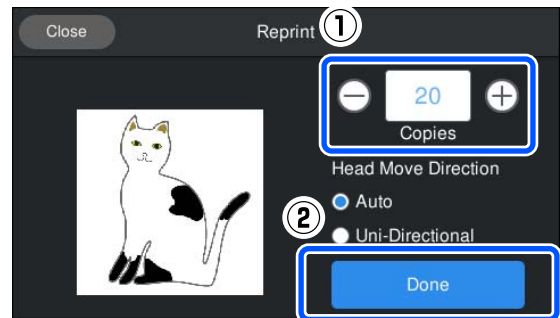 Close
Reprint
①
20
Copies
Head Move Direction
Auto
②
Uni-Directional
Done